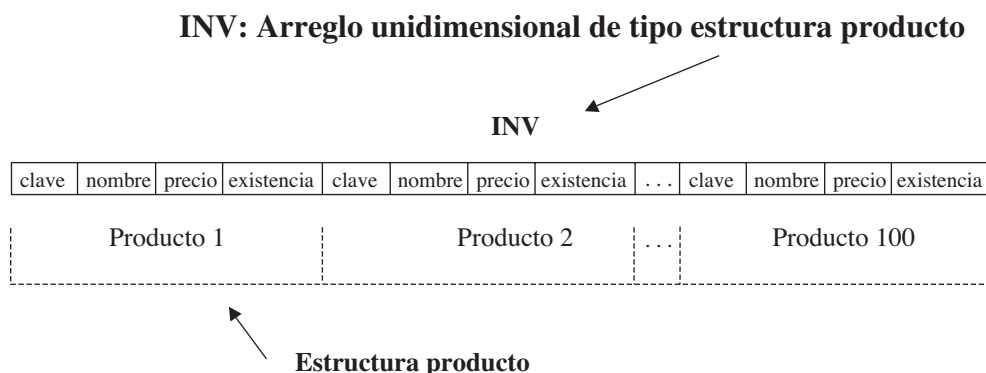 INV: Arreglo unidimensional de tipo estructura producto
INV
clave nombre precio existencia clave nombre precio existencia . . . clave nombre precio existencia
Producto 1 Producto 2 . . . Producto 100
Estructura producto